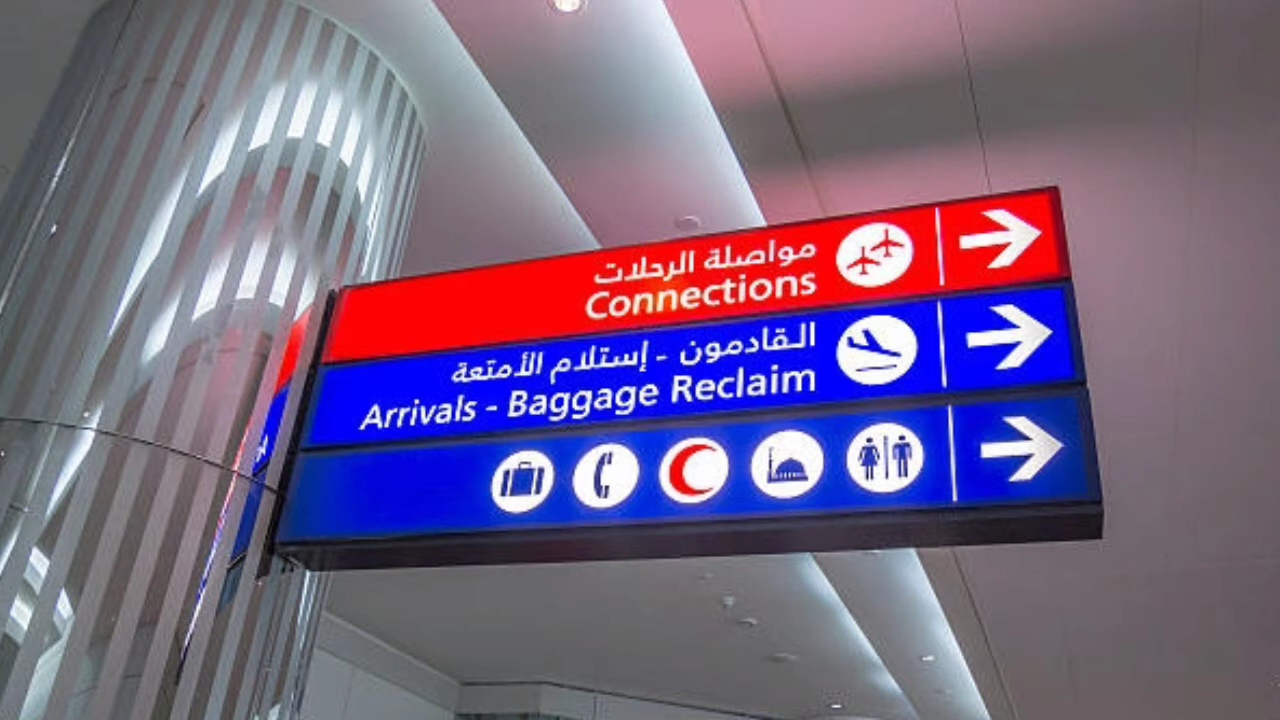 مواصلة الرحلات
Connections
القادمون - إستلام الأمتعة
Arrivals - Baggage Reclaim